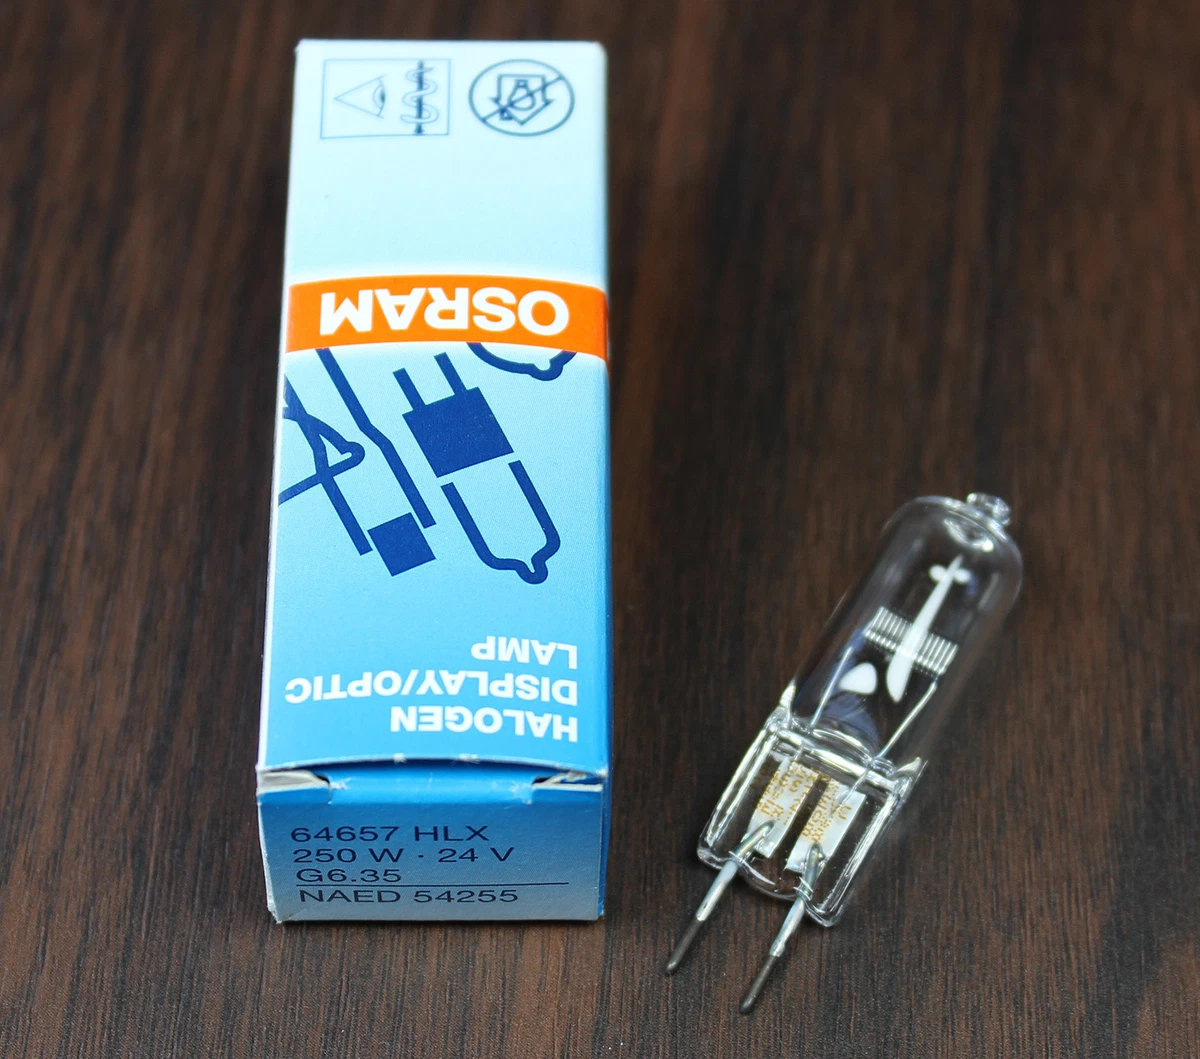 OSRAM
HALOGEN
DISPLAY/OPTIC
LAMP
64657 HLX
250 W · 24 V
G6.35
NAED 54255